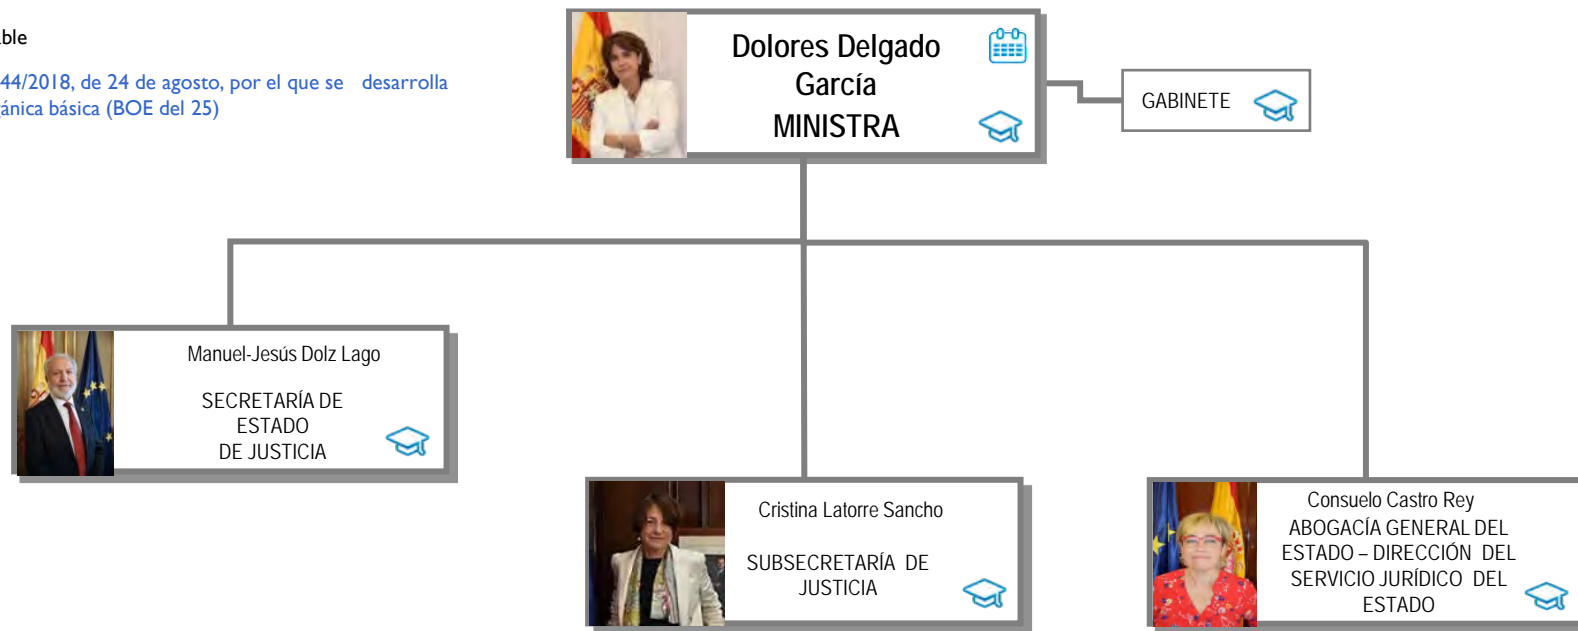 ble
44/2018, de 24 de agosto, por el que se desarrolla
gánica básica (BOE del 25)
Dolores Delgado
García
MINISTRA
GABINETE
Manuel-Jesús Dolz Lago
SECRETARÍA DE
ESTADO
DE JUSTICIA
Cristina Latorre Sancho
SUBSECRETARÍA DE
JUSTICIA
Consuelo Castro Rey
ABOGACÍA GENERAL DEL
ESTADO – DIRECCIÓN DEL
SERVICIO JURÍDICO DEL
ESTADO